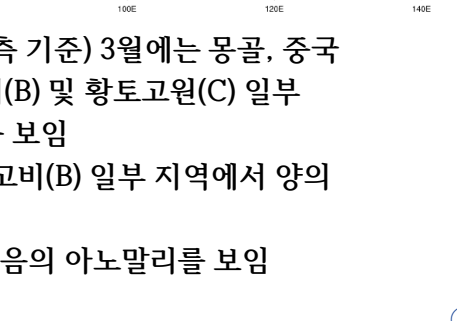 100E 120E 140E
측 기준) 3월에는 몽골, 중국
(B) 및 황토고원(C) 일부
보임
고비(B) 일부 지역에서 양의
음의 아노말리를 보임